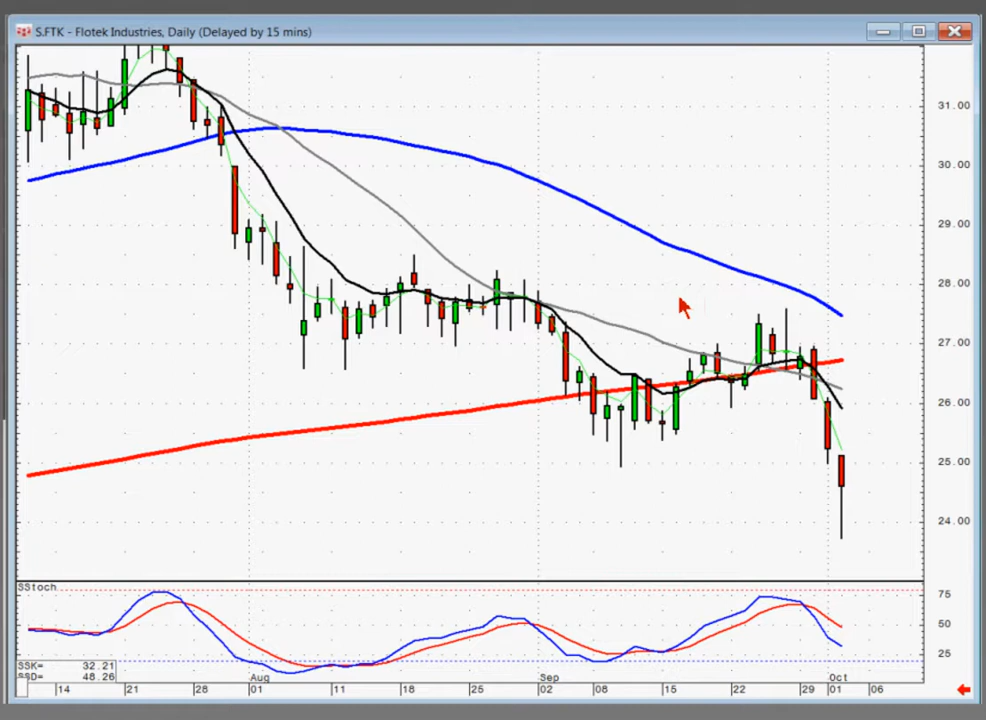 S.FTK - Flotek Industries, Daily (Delayed by 15 mins)
31.00
30.00
29.00
28.00
27.00
26.00
25.00
24.00
SStoch
75
50
25
SSK= 32.21
SSD= 48.26
Aug Sep Oct
14 21 28 01 11 18 25 02 08 15 22 29 01 06